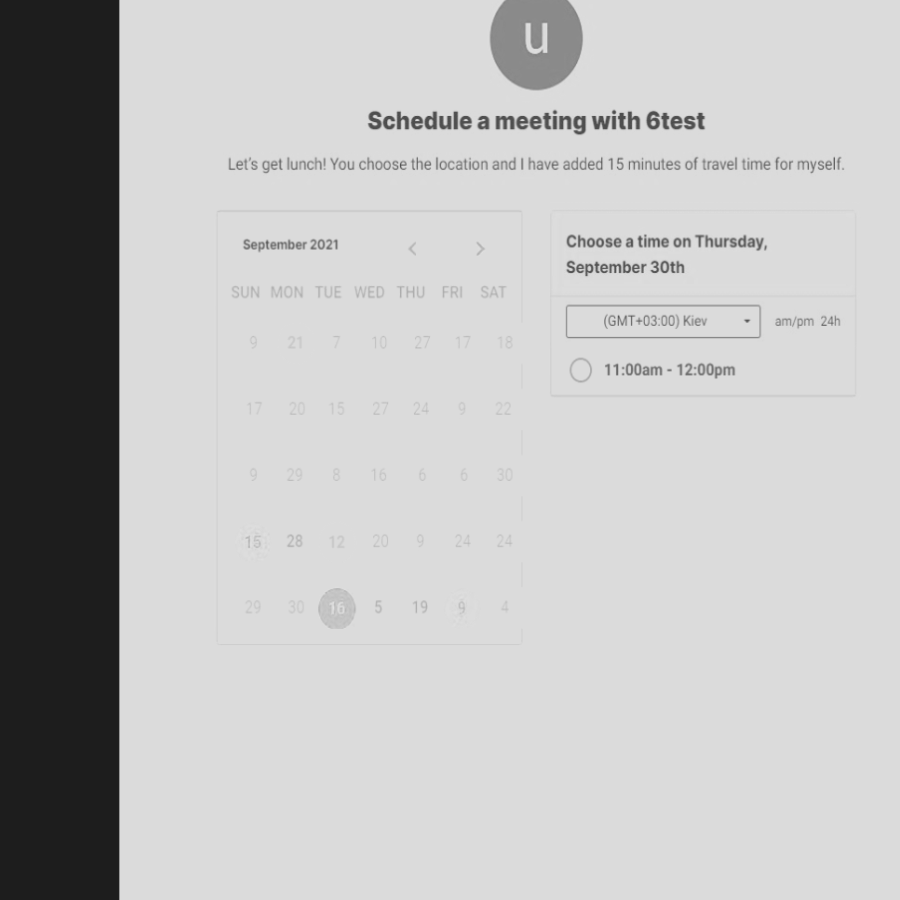 u
Schedule a meeting with 6test
Let's get lunch! You choose the location and I have added 15 minutes of travel time for myself.
September 2021
SUN MON TUE WED THU FRI SAT
9 21 7 10 27 17 18
17 20 15 27 24 9 22
9 29 8 16 6 6 30
15 28 12 20 9 24 24
29 30 16 5 19 9 4
Choose a time on Thursday,
September 30th
(GMT+03:00) Kiev am/pm 24h
11:00am - 12:00pm